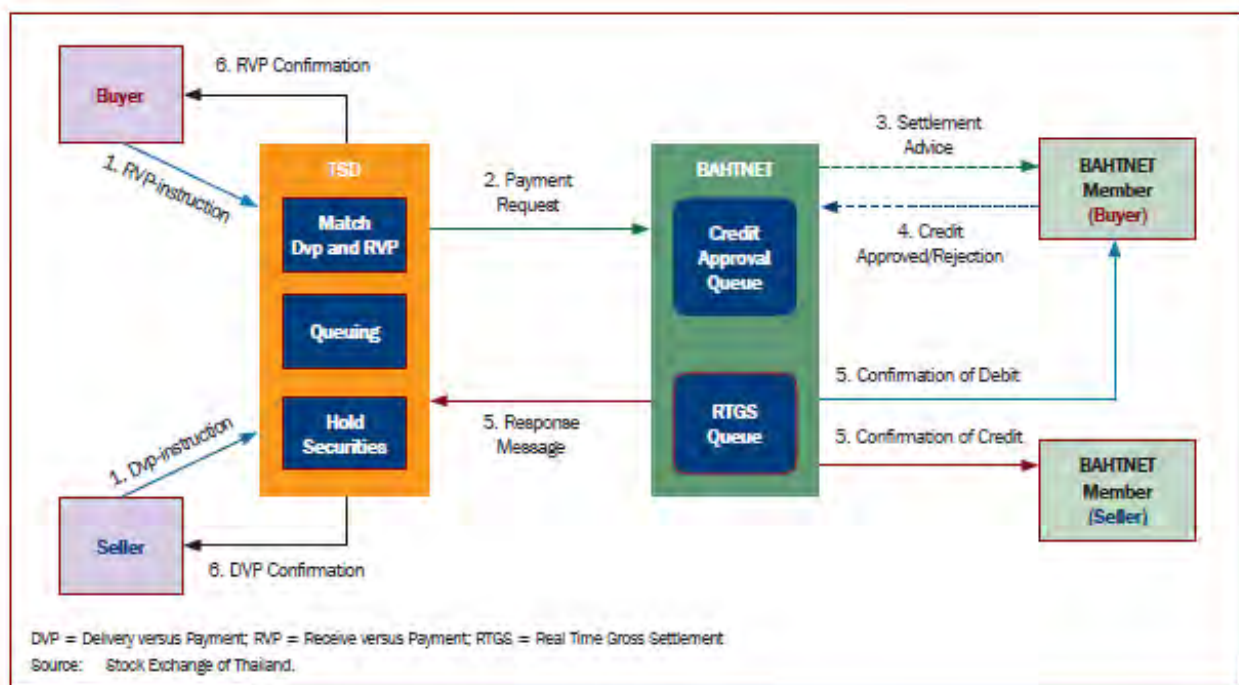 6. RVP Confirmation
Buyer
1. RVP-instruction
TSD
Match
Dvp and RVP
Queuing
Hold
Securities
1. Dvp-instruction
Seller
6. DVP Confirmation
2. Payment
Request
5. Response
Message
BAHTNET
Credit
Approval
Queue
RTGS
Queue
3. Settlement
Advice
4. Credit
Approved/Rejection
5. Confirmation of Debit
5. Confirmation of Credit
BAHTNET
Member
(Buyer)
BAHTNET
Member
(Seller)
DVP = Delivery versus Payment; RVP = Receive versus Payment; RTGS = Real Time Gross Settlement
Source: Stock Exchange of Thailand.